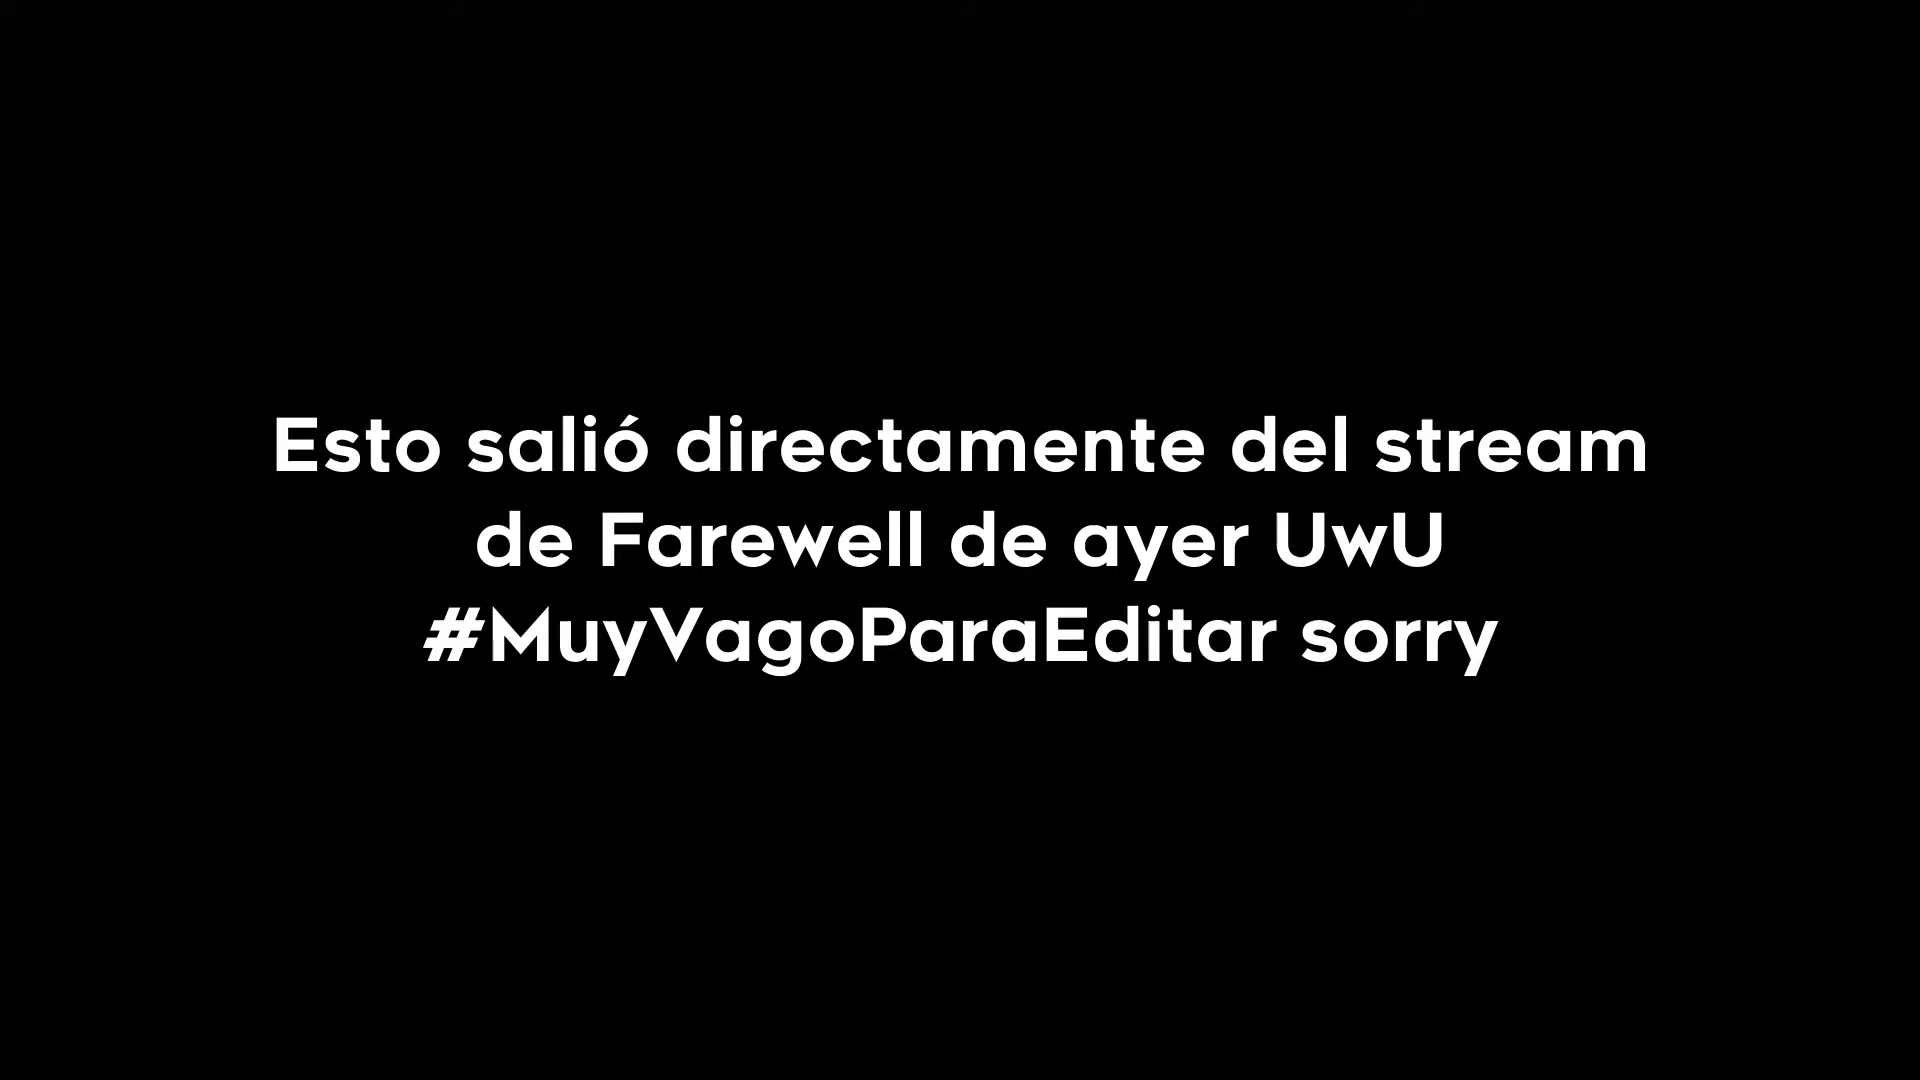 Esto salió directamente del stream
de Farewell de ayer UwU
#MuyVagoParaEditar sorry